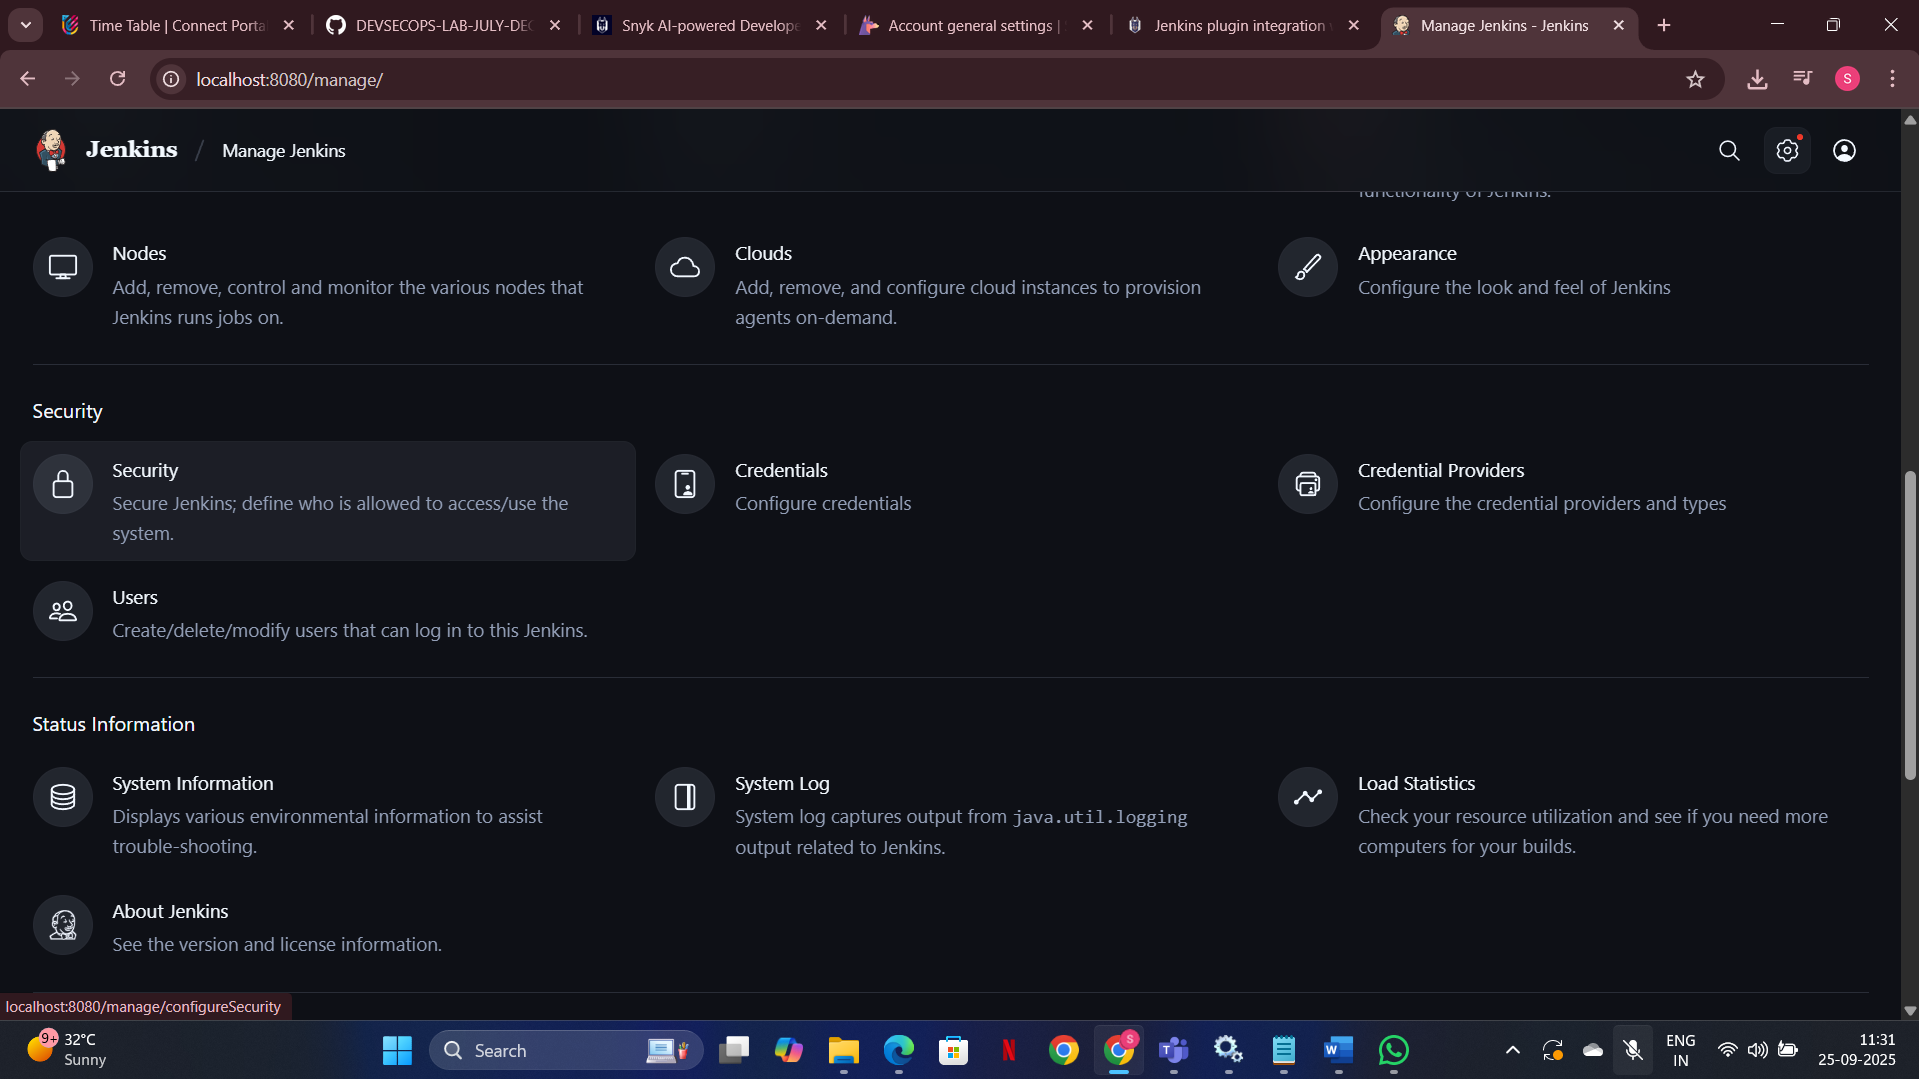 Time Table | Connect Porta
DEVSECOPS-LAB-JULY-DEC
Snyk AI-powered Develope
Account general settings |
Jenkins plugin integration
Manage Jenkins - Jenkins
localhost:8080/manage/
S
Jenkins / Manage Jenkins
functionality of Jenkins.
Nodes
Add, remove, control and monitor the various nodes that
Jenkins runs jobs on.
Clouds
Add, remove, and configure cloud instances to provision
agents on-demand.
Appearance
Configure the look and feel of Jenkins
Security
Security
Secure Jenkins; define who is allowed to access/use the
system.
Credentials
Configure credentials
Credential Providers
Configure the credential providers and types
Users
Create/delete/modify users that can log in to this Jenkins.
Status Information
System Information
Displays various environmental information to assist
trouble-shooting.
System Log
System log captures output from java.util.logging
output related to Jenkins.
Load Statistics
Check your resource utilization and see if you need more
computers for your builds.
About Jenkins
See the version and license information.
localhost:8080/manage/configureSecurity
9+
32°C
Sunny
Search
N
S
T
W
ENG
IN
11:31
25-09-2025